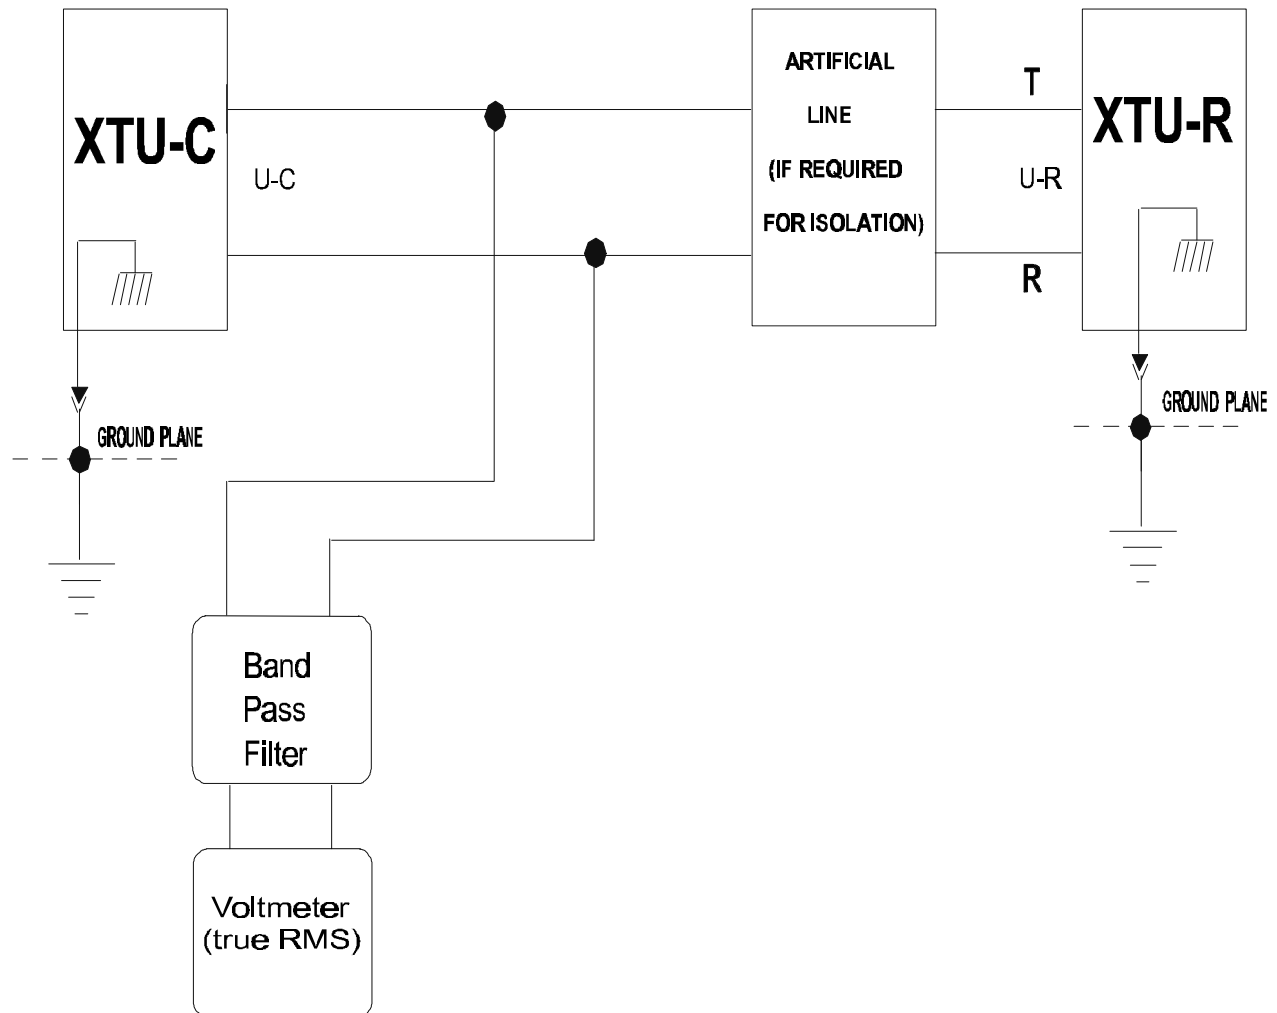 XTU-C
U-C
ARTIFICIAL
LINE
(IF REQUIRED
FOR ISOLATION)
T
U-R
R
XTU-R
GROUND PLANE
GROUND PLANE
Band
Pass
Filter
Voltmeter
(true RMS)